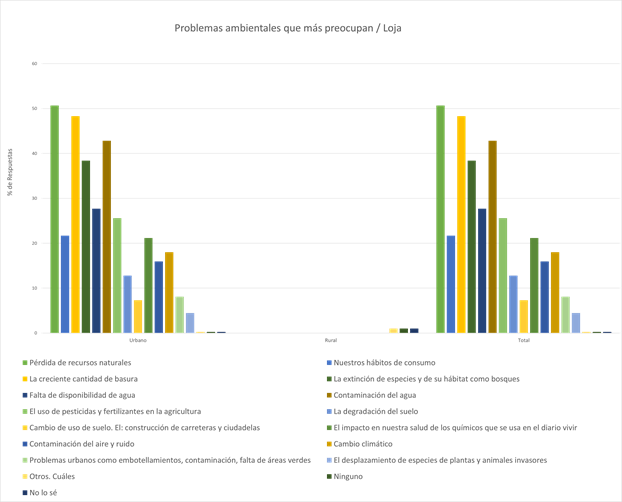 Problemas ambientales que más preocupan / Loja
60
50
40
30
20
10
0
% de Respuestas
Urbano Rural Total
Pérdida de recursos naturales Nuestros hábitos de consumo
La creciente cantidad de basura La extinción de especies y de su hábitat como bosques
Falta de disponibilidad de agua Contaminación del agua
El uso de pesticidas y fertilizantes en la agricultura La degradación del suelo
Cambio de uso de suelo. El: construcción de carreteras y ciudadelas El impacto en nuestra salud de los químicos que se usa en el diario vivir
Contaminación del aire y ruido Cambio climático
Problemas urbanos como embotellamientos, contaminación, falta de áreas verdes El desplazamiento de especies de plantas y animales invasores
Otros. Cuáles Ninguno
No lo sé